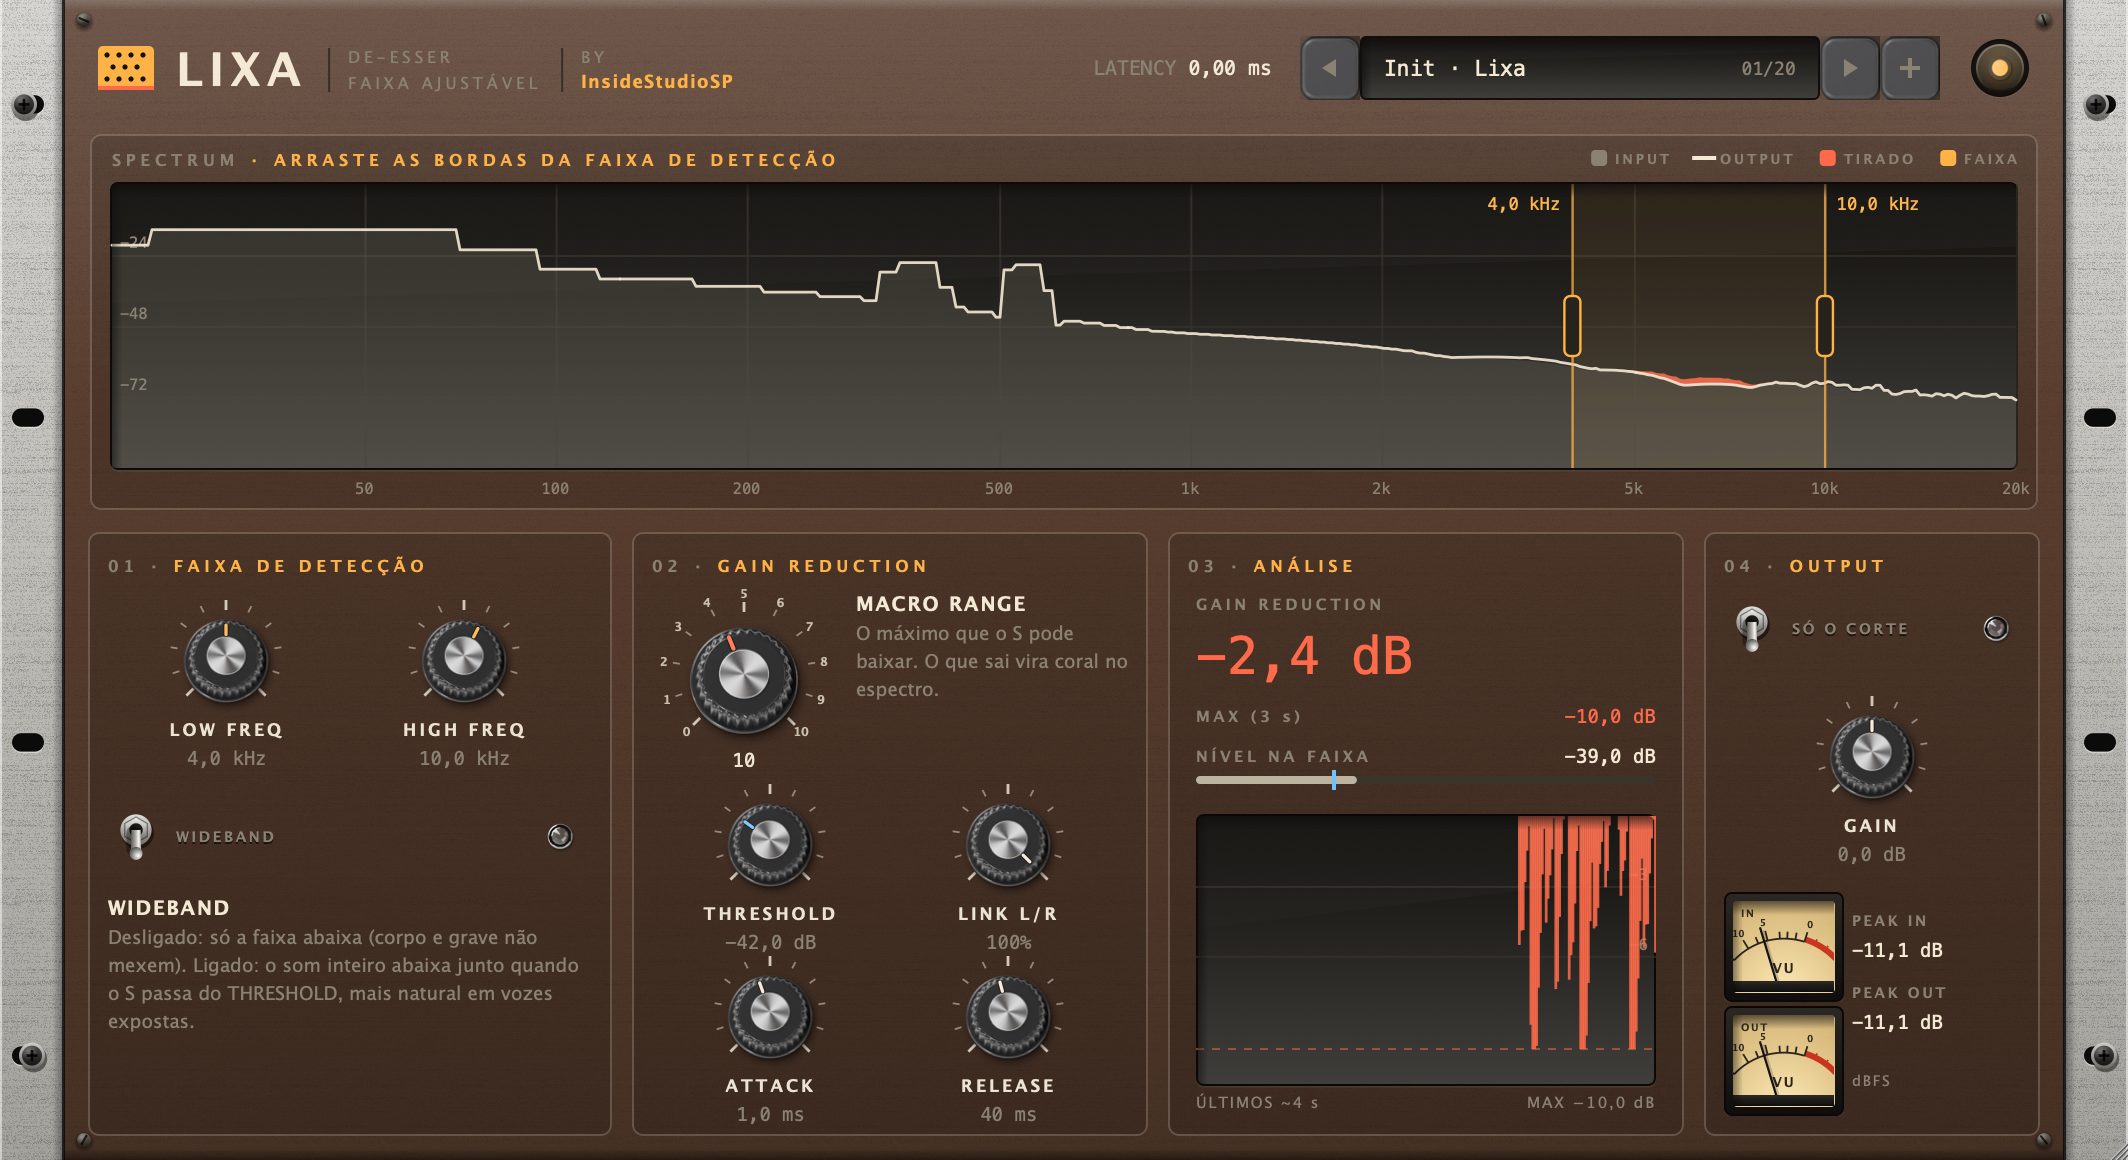 LIXA
DE-ESSER
FAIXA AJUSTÁVEL
BY
InsideStudioSP
LATENCY 0,00 ms
Init · Lixa 01/20
SPECTRUM · ARRASTE AS BORDAS DA FAIXA DE DETECÇÃO
INPUT OUTPUT TIRADO FAIXA
4,0 kHz 10,0 kHz
−24
−48
−72
50 100 200 500 1k 2k 5k 10k 20k
01 · FAIXA DE DETECÇÃO
LOW FREQ HIGH FREQ
4,0 kHz 10,0 kHz
WIDEBAND
WIDEBAND
Desligado: só a faixa abaixa (corpo e grave não
mexem). Ligado: o som inteiro abaixa junto quando
o S passa do THRESHOLD, mais natural em vozes
expostas.
02 · GAIN REDUCTION
0 1 2 3 4 5 6 7 8 9 10
10
MACRO RANGE
O máximo que o S pode
baixar. O que sai vira coral no
espectro.
THRESHOLD LINK L/R
−42,0 dB 100%
ATTACK RELEASE
1,0 ms 40 ms
03 · ANÁLISE
GAIN REDUCTION
−2,4 dB
MAX (3 s) −10,0 dB
NÍVEL NA FAIXA −39,0 dB
−3
−6
ÚLTIMOS ~4 s MAX −10,0 dB
04 · OUTPUT
SÓ O CORTE
GAIN
0,0 dB
IN
10 5 0
VU
PEAK IN
−11,1 dB
PEAK OUT
−11,1 dB
OUT
10 5 0
VU
dBFS